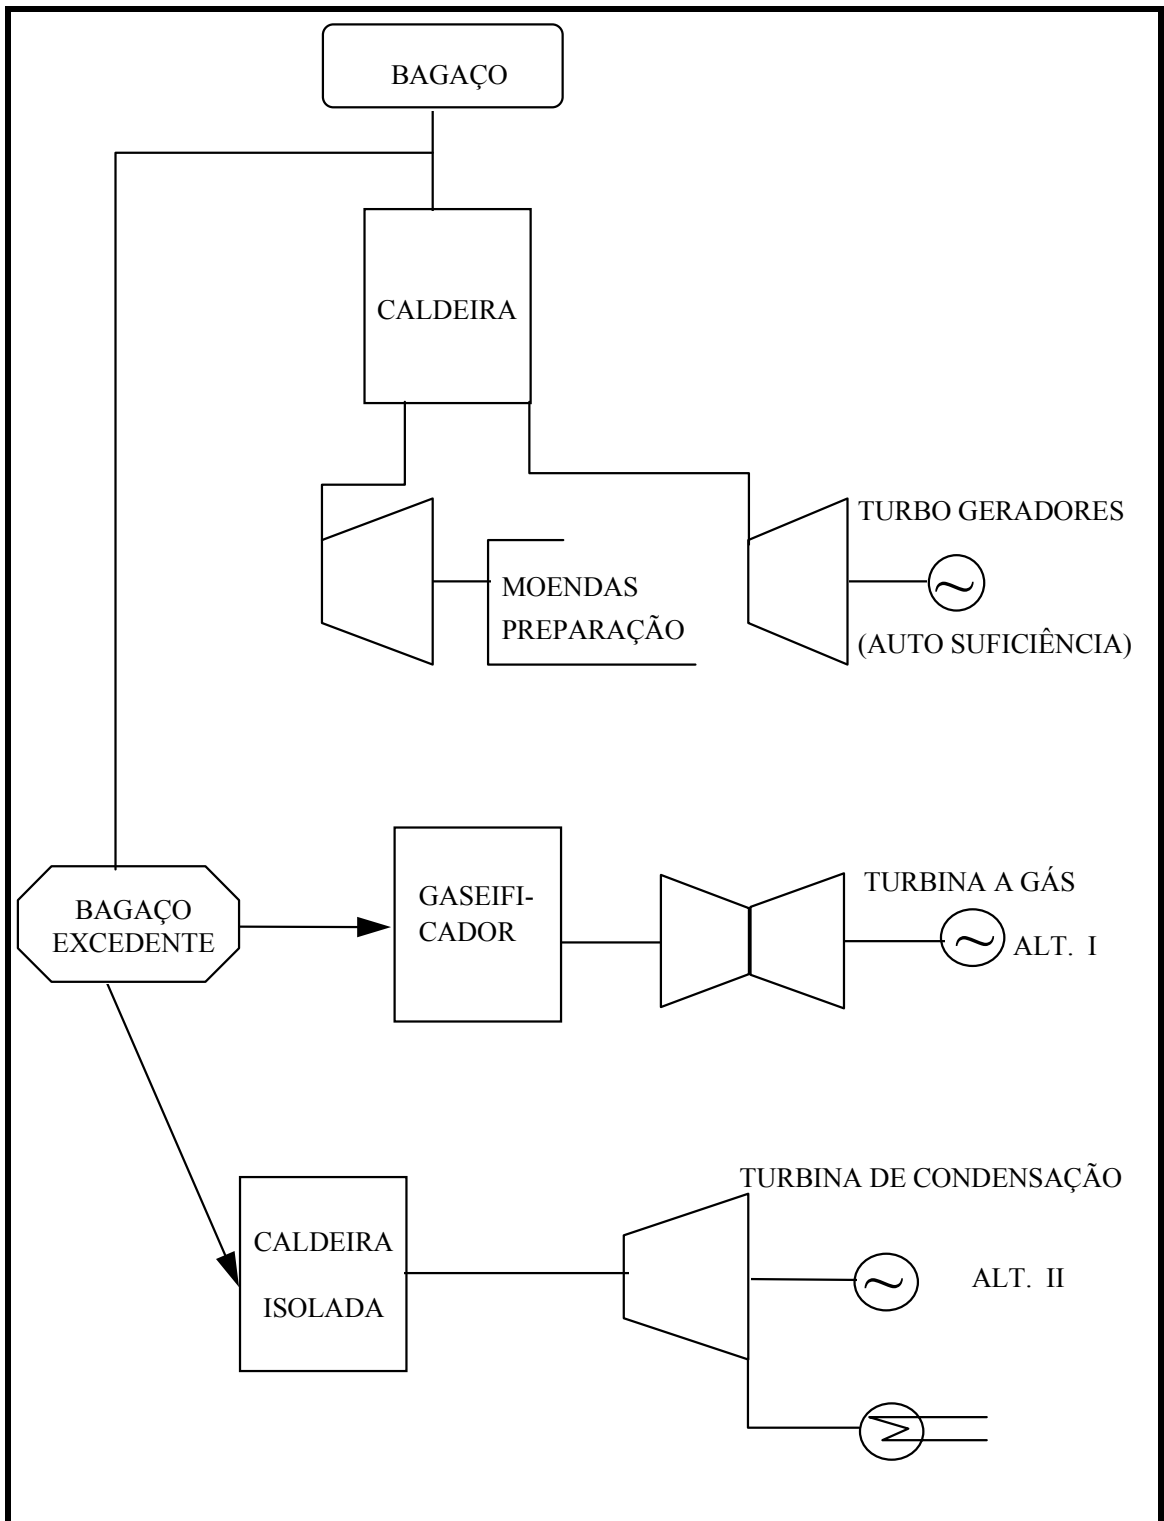 BAGAÇO
CALDEIRA
TURBO GERADORES
MOENDAS
PREPARAÇÃO
(AUTO SUFICIÊNCIA)
BAGAÇO
EXCEDENTE
GASEIFI-
CADOR
TURBINA A GÁS
ALT. I
TURBINA DE CONDENSAÇÃO
CALDEIRA
ISOLADA
ALT. II